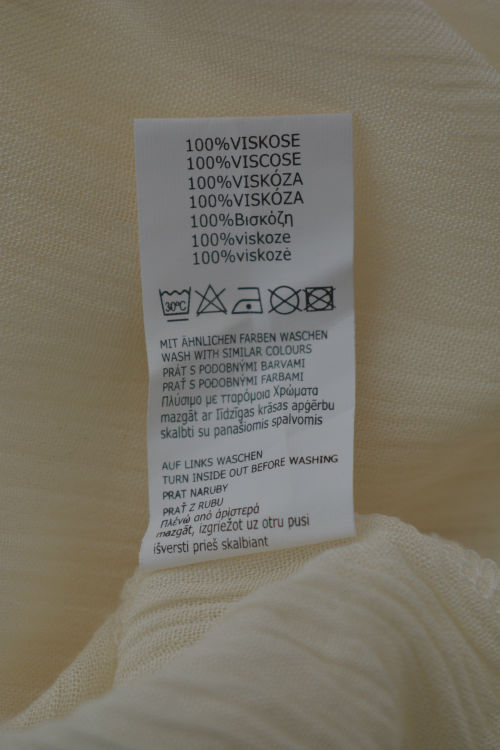 100%VISKOSE
100%VISCOSE
100%VISKÓZA
100%VISKÓZA
100%Βισκόζη
100%viskoze
100%viskozė
30ºC
MIT ÄHNLICHEN FARBEN WASCHEN
WASH WITH SIMILAR COLOURS
PRÁT S PODOBNÝMI BARVAMI
PRAŤ S PODOBNÝMI FARBAMI
Πλύσιμο με παρόμοια Χρώματα
mazgāt ar līdzīgas krāsas apģērbu
skalbti su panašiomis spalvomis
AUF LINKS WASCHEN
TURN INSIDE OUT BEFORE WASHING
PRAT NARUBY
PRAŤ Z RUBU
Πλένω από άριστερά
mazgāt, izgriežot uz otru pusi
išversti prieš skalbiant